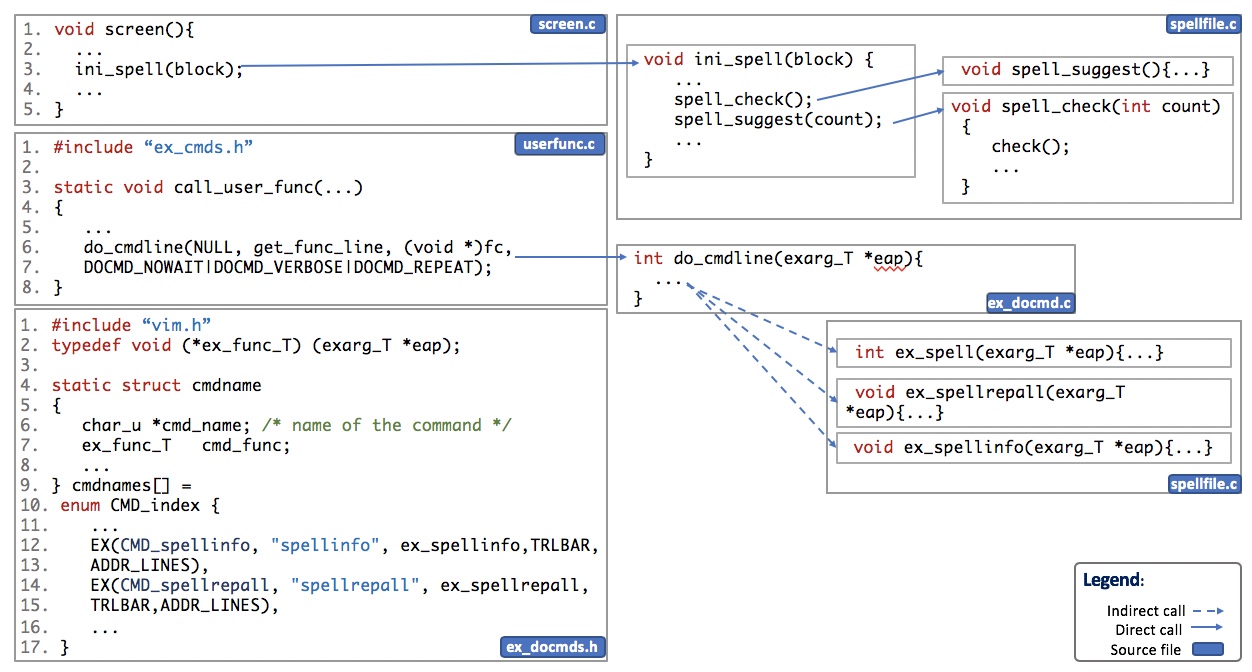 1. void screen(){
2. ...
3. ini_spell(block);
4. ...
5. }
screen.c
1. #include “ex_cmds.h”
2.
3. static void call_user_func(...)
4. {
5. ...
6. do_cmdline(NULL, get_func_line, (void *)fc,
7. DOCMD_NOWAIT|DOCMD_VERBOSE|DOCMD_REPEAT);
8. }
userfunc.c
1. #include “vim.h”
2. typedef void (*ex_func_T) (exarg_T *eap);
3.
4. static struct cmdname
5. {
6. char_u *cmd_name; /* name of the command */
7. ex_func_T cmd_func;
8. ...
9. } cmdnames[] =
10. enum CMD_index {
11. ...
12. EX(CMD_spellinfo, "spellinfo", ex_spellinfo,TRLBAR,
13. ADDR_LINES),
14. EX(CMD_spellrepall, "spellrepall", ex_spellrepall,
15. TRLBAR,ADDR_LINES),
16. ...
17. }
ex_docmds.h
spellfile.c
void ini_spell(block) {
...
spell_check();
spell_suggest(count);
...
}
void spell_suggest(){...}
void spell_check(int count)
{
check();
...
}
int do_cmdline(exarg_T *eap){
...
}
ex_docmd.c
int ex_spell(exarg_T *eap){...}
void ex_spellrepall(exarg_T
*eap){...}
void ex_spellinfo(exarg_T *eap){...}
spellfile.c
Legend:
Indirect call
Direct call
Source file